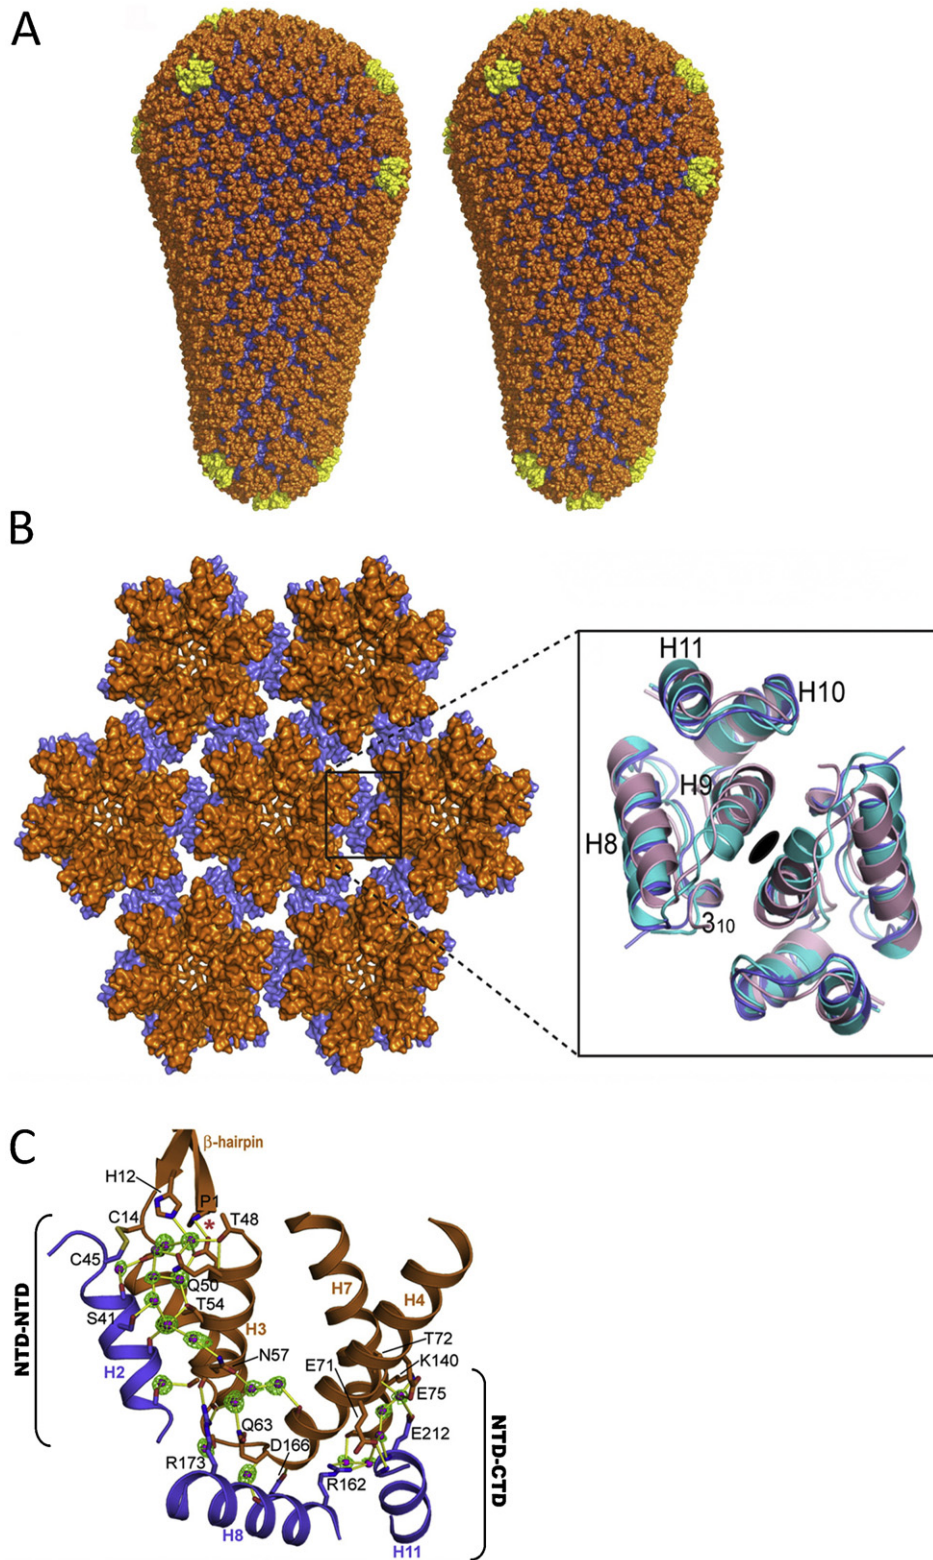 A
B
H11
H10
H9
H8
3₁₀
C
β-hairpin
H12
P1
*
C14
T48
C45
Q50
H7
H4
T54
S41
H3
T72
N57
K140
H2
E71
E75
Q63
E212
D166
R173
R162
H8
H11
NTD-NTD
NTD-CTD